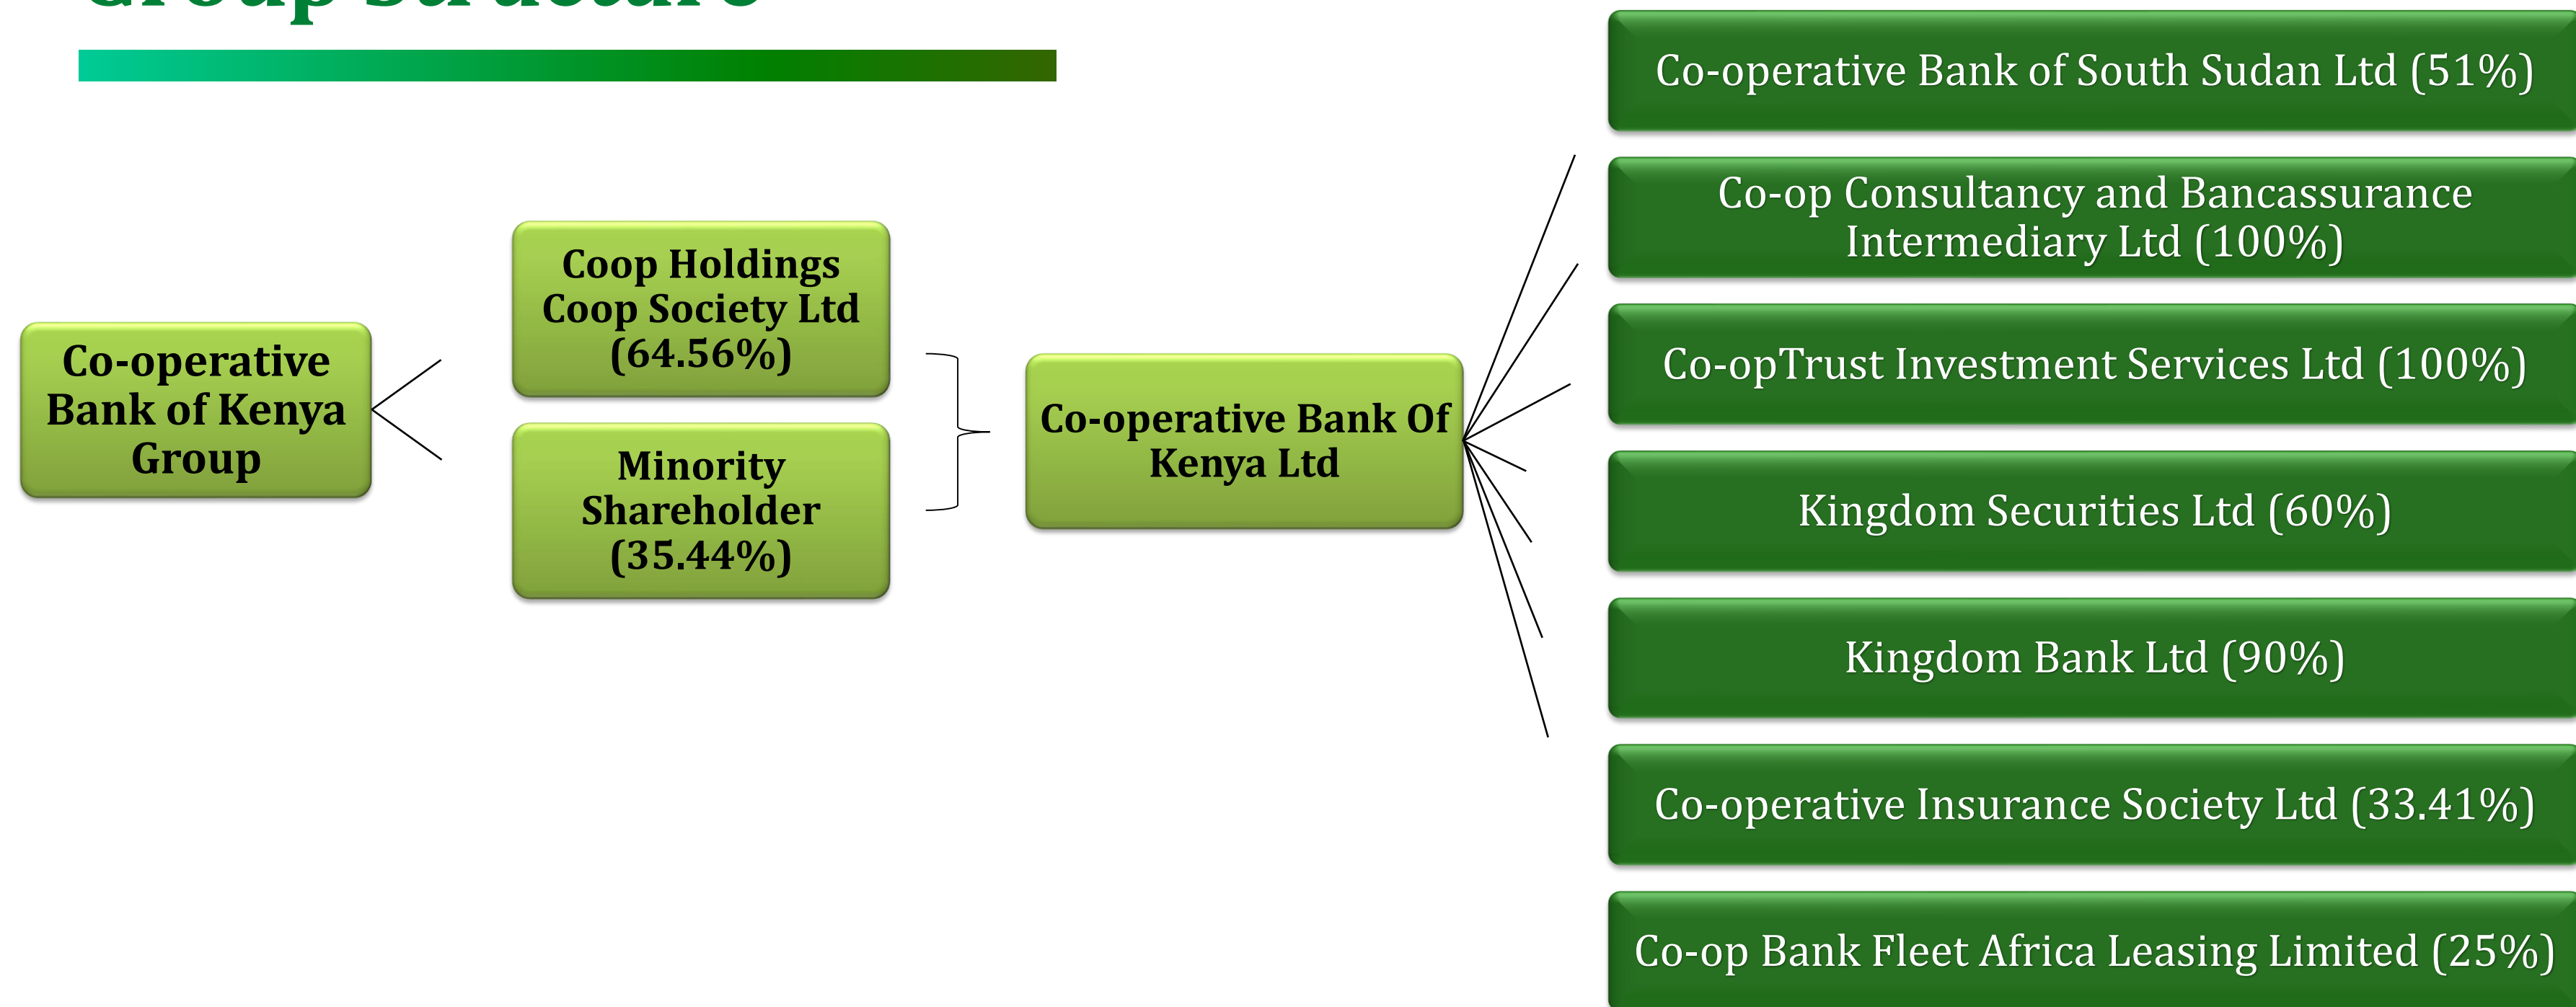 Group Structure
Co-operative
Bank of Kenya
Group
Coop Holdings
Coop Society Ltd
(64.56%)
Minority
Shareholder
(35.44%)
Co-operative Bank Of
Kenya Ltd
Co-operative Bank of South Sudan Ltd (51%)
Co-op Consultancy and Bancassurance
Intermediary Ltd (100%)
Co-opTrust Investment Services Ltd (100%)
Kingdom Securities Ltd (60%)
Kingdom Bank Ltd (90%)
Co-operative Insurance Society Ltd (33.41%)
Co-op Bank Fleet Africa Leasing Limited (25%)